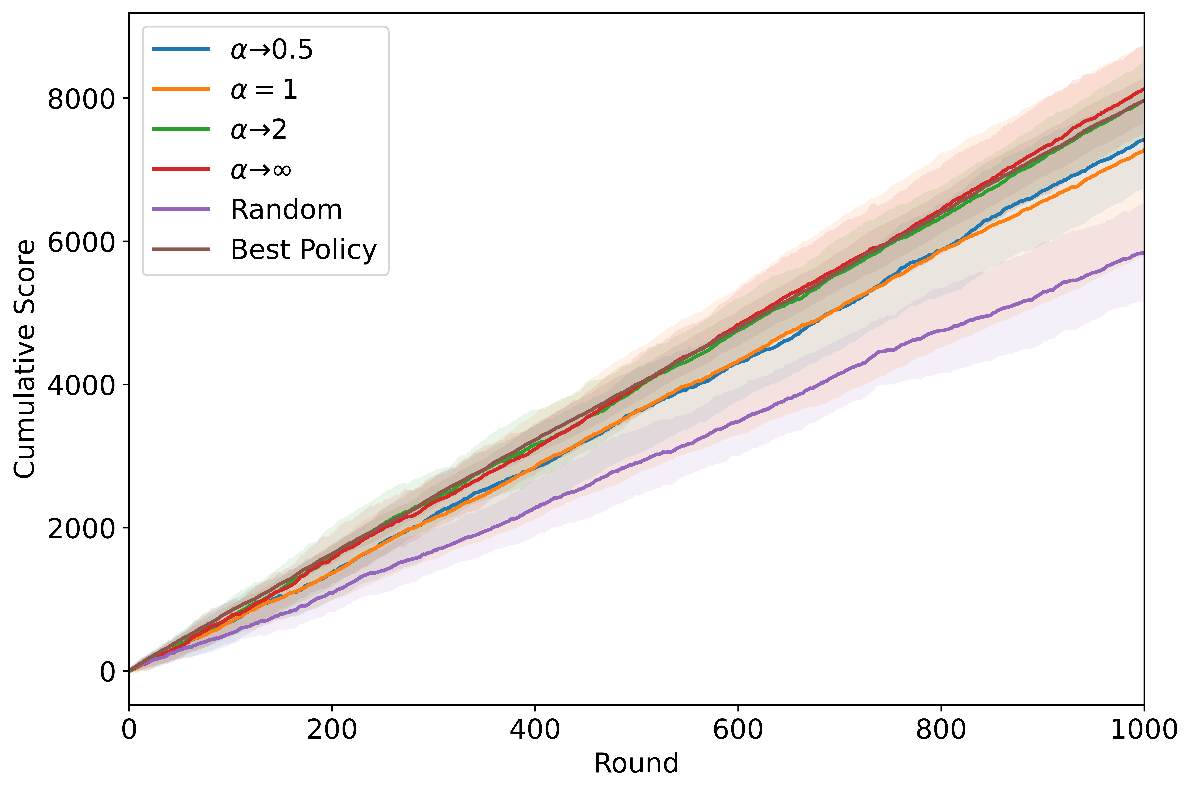 α→0.5
α = 1
α→2
α→∞
Random
Best Policy
8000
6000
4000
2000
0
Cumulative Score
0 200 400 600 800 1000
Round